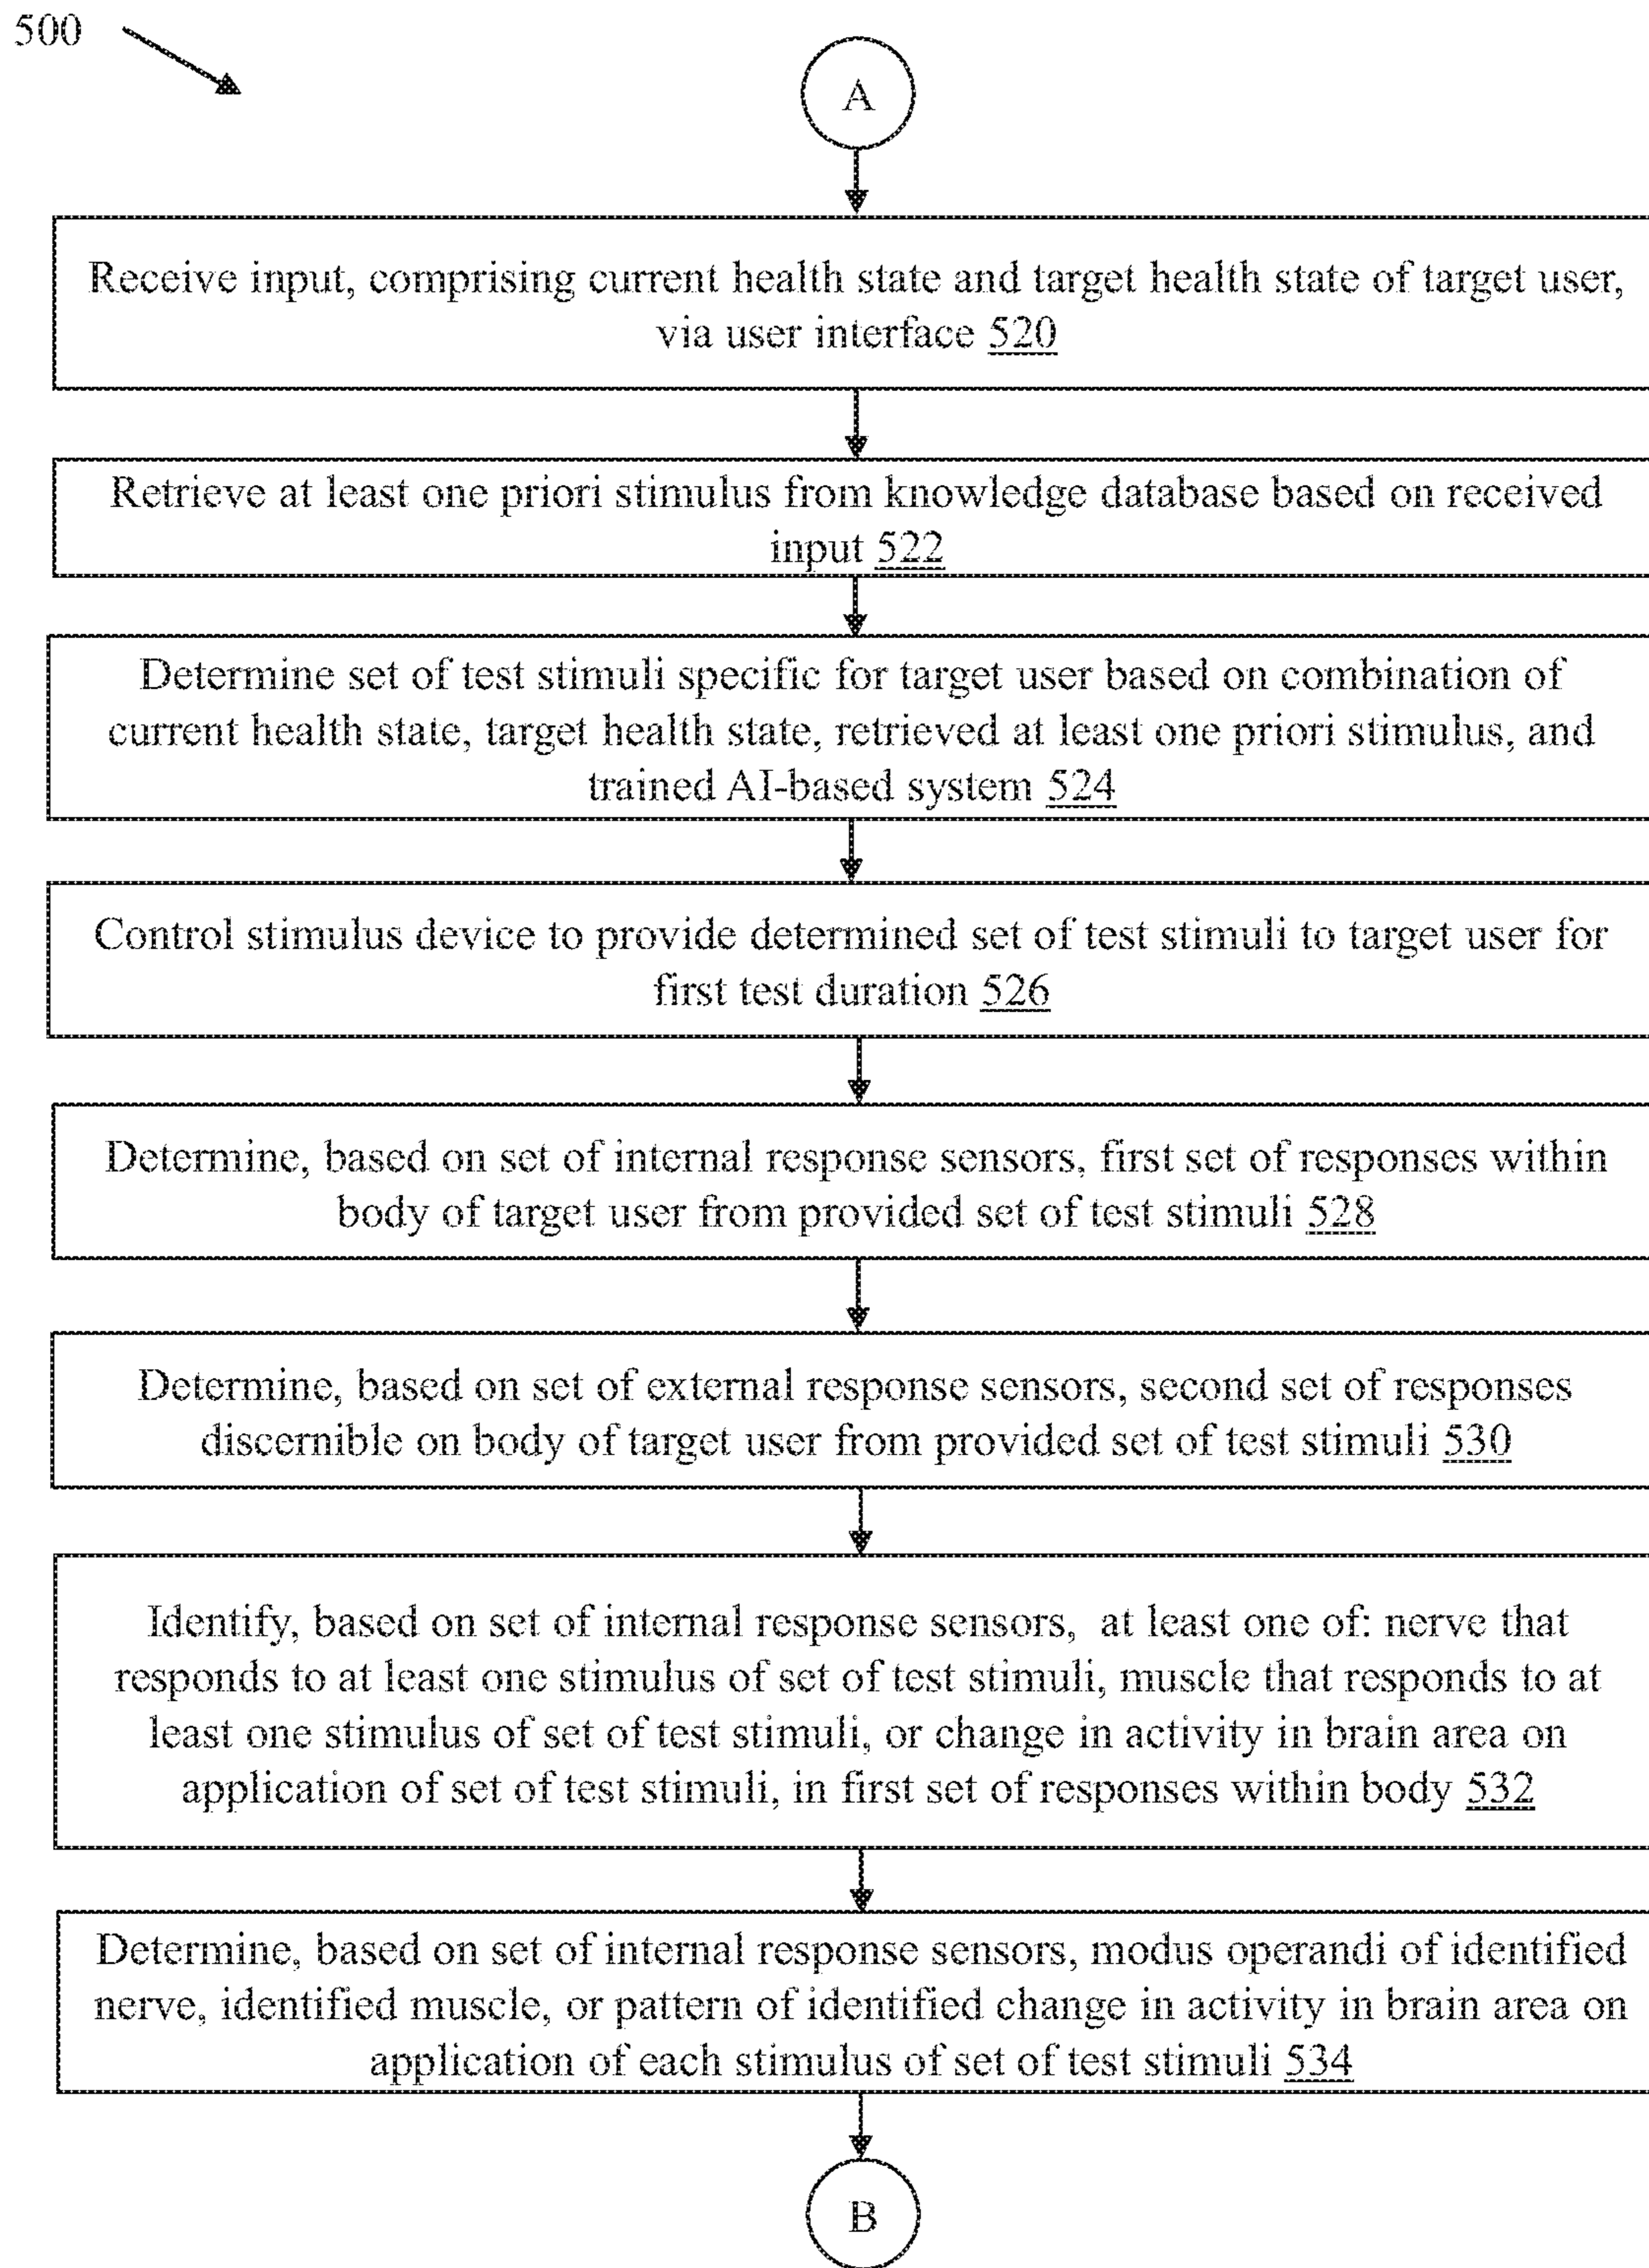 500
A
Receive input, comprising current health state and target health state of target user,
via user interface 520
Retrieve at least one priori stimulus from knowledge database based on received
input 522
Determine set of test stimuli specific for target user based on combination of
current health state, target health state, retrieved at least one priori stimulus, and
trained AI-based system 524
Control stimulus device to provide determined set of test stimuli to target user for
first test duration 526
Determine, based on set of internal response sensors, first set of responses within
body of target user from provided set of test stimuli 528
Determine, based on set of external response sensors, second set of responses
discernible on body of target user from provided set of test stimuli 530
Identify, based on set of internal response sensors, at least one of: nerve that
responds to at least one stimulus of set of test stimuli, muscle that responds to at
least one stimulus of set of test stimuli, or change in activity in brain area on
application of set of test stimuli, in first set of responses within body 532
Determine, based on set of internal response sensors, modus operandi of identified
nerve, identified muscle, or pattern of identified change in activity in brain area on
application of each stimulus of set of test stimuli 534
B